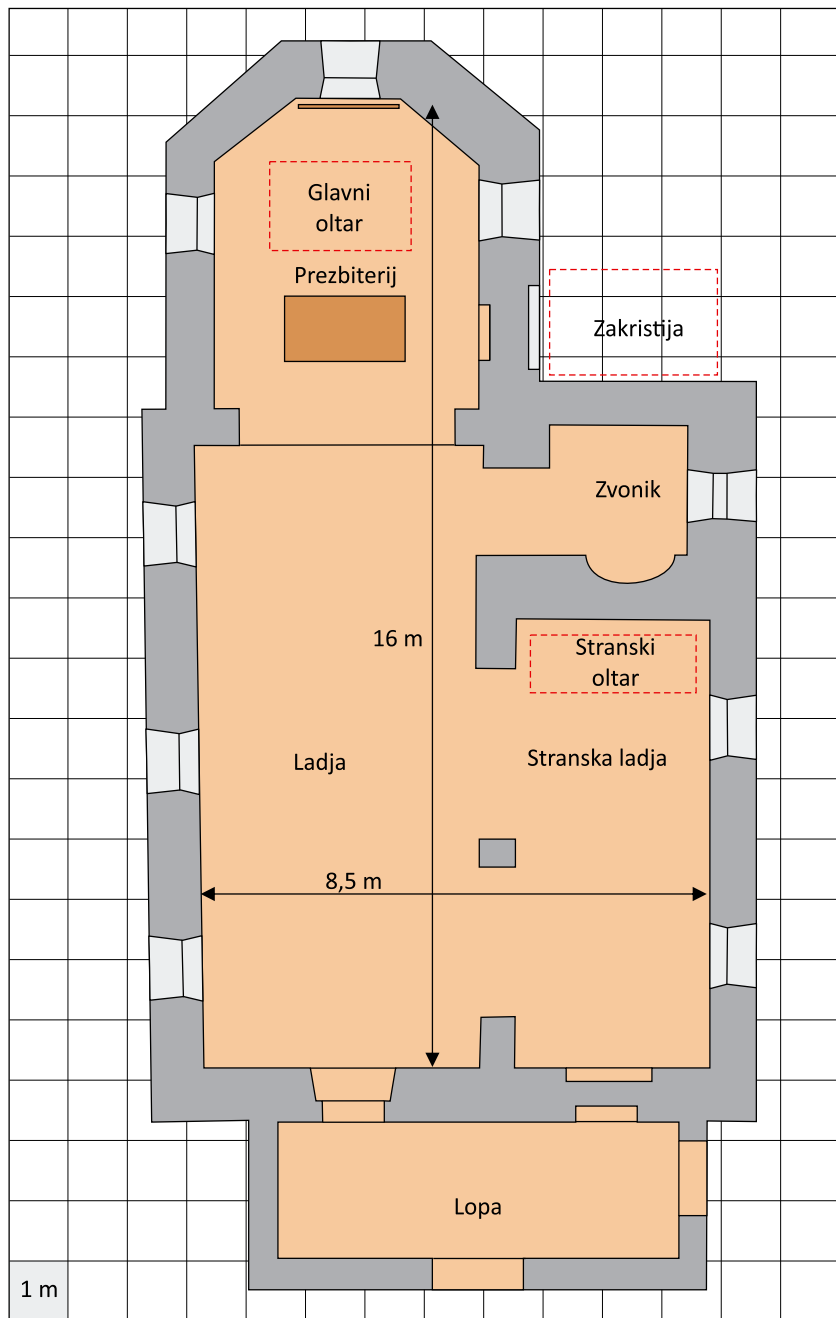 Glavni
oltar
Prezbiterij
Zakristija
Zvonik
16 m
Stranski
oltar
Ladja
Stranska ladja
8,5 m
Lopa
1 m